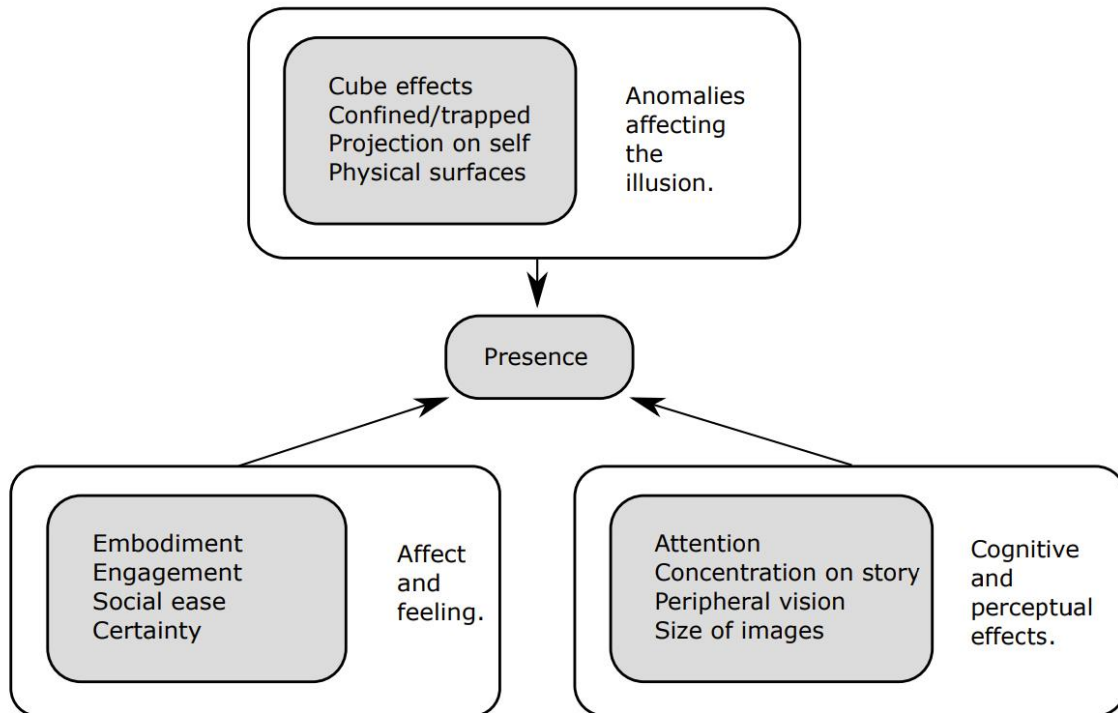 Cube effects
Confined/trapped
Projection on self
Physical surfaces
Anomalies
affecting
the
illusion.
Presence
Embodiment
Engagement
Social ease
Certainty
Affect
and
feeling.
Attention
Concentration on story
Peripheral vision
Size of images
Cognitive
and
perceptual
effects.